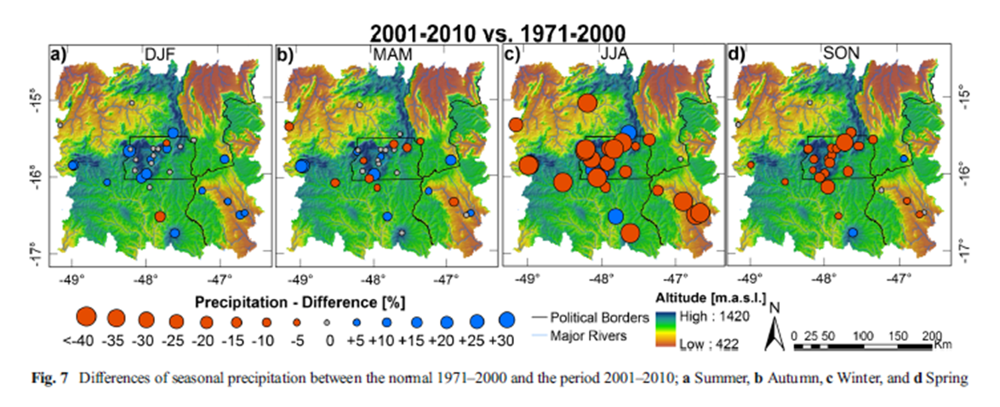 2001-2010 vs. 1971-2000
a) DJF b) MAM c) JJA d) SON
-15° -15°
-16° -16°
-17° -17°
-49° -48° -47° -49° -48° -47° -49° -48° -47° -49° -48° -47°
Precipitation - Difference [%]
<-40 -35 -30 -25 -20 -15 -10 -5 0 +5 +10 +15 +20 +25 +30
Political Borders
Major Rivers
Altitude [m.a.s.l.]
High : 1420
Low : 422
N
0 25 50 100 150 200
Km
Fig. 7 Differences of seasonal precipitation between the normal 1971–2000 and the period 2001–2010; a Summer, b Autumn, c Winter, and d Spring